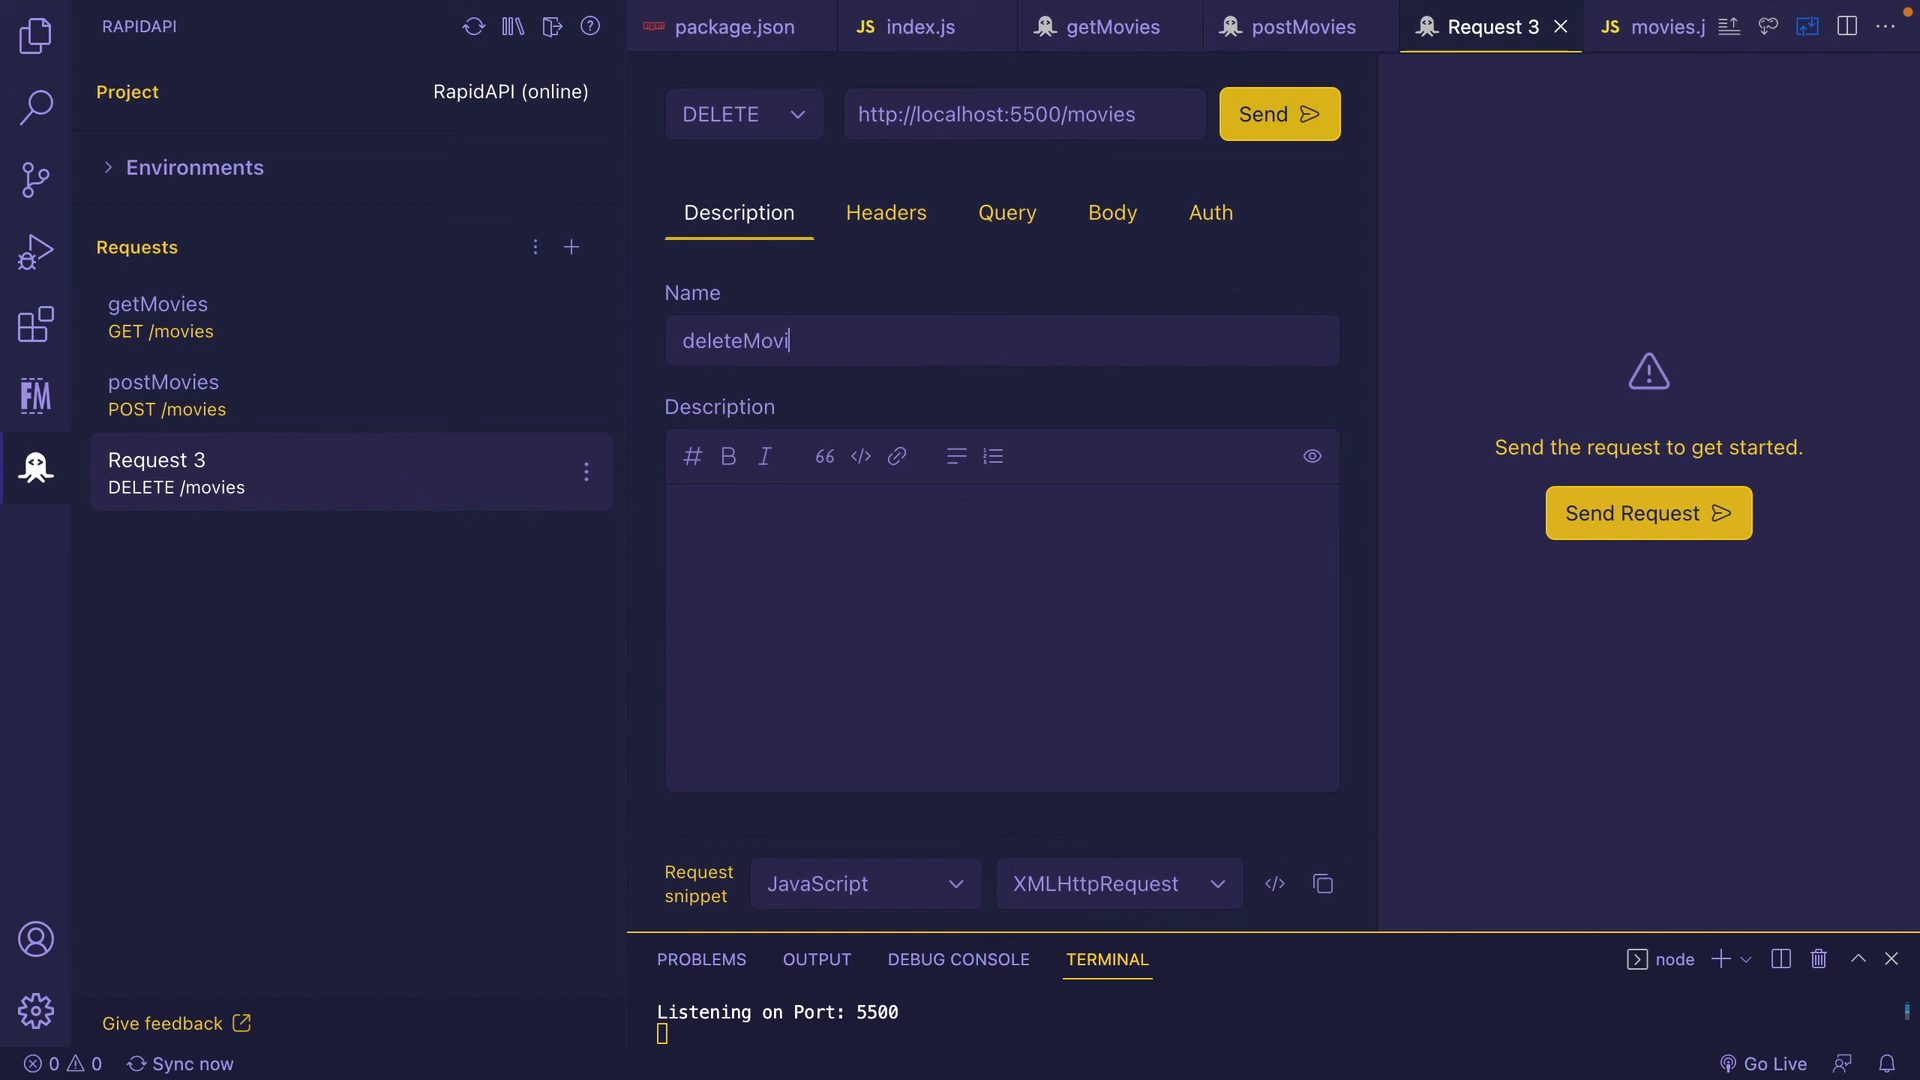 RAPIDAPI
package.json
JS index.js
getMovies
postMovies
Request 3
JS movies.j
Project
RapidAPI (online)
DELETE
http://localhost:5500/movies
Send
Environments
Description
Headers
Query
Body
Auth
Requests
getMovies
GET /movies
postMovies
POST /movies
Request 3
DELETE /movies
FM
Name
deleteMovi
Description
Send the request to get started.
Send Request
Request
snippet
JavaScript
XMLHttpRequest
PROBLEMS
OUTPUT
DEBUG CONSOLE
TERMINAL
node
Listening on Port: 5500
Give feedback
0
0
Sync now
Go Live